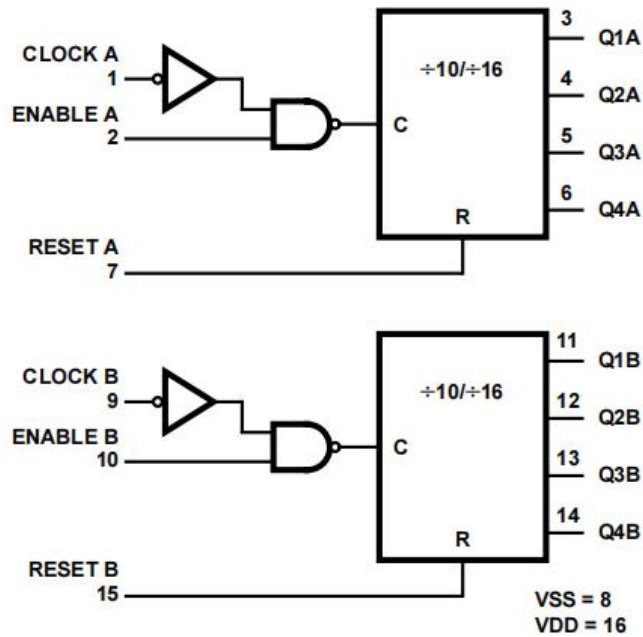 CLOCK A
1
ENABLE A
2
RESET A
7
÷10/÷16
C
R
3
Q1A
4
Q2A
5
Q3A
6
Q4A
CLOCK B
9
ENABLE B
10
RESET B
15
÷10/÷16
C
R
11
Q1B
12
Q2B
13
Q3B
14
Q4B
VSS = 8
VDD = 16